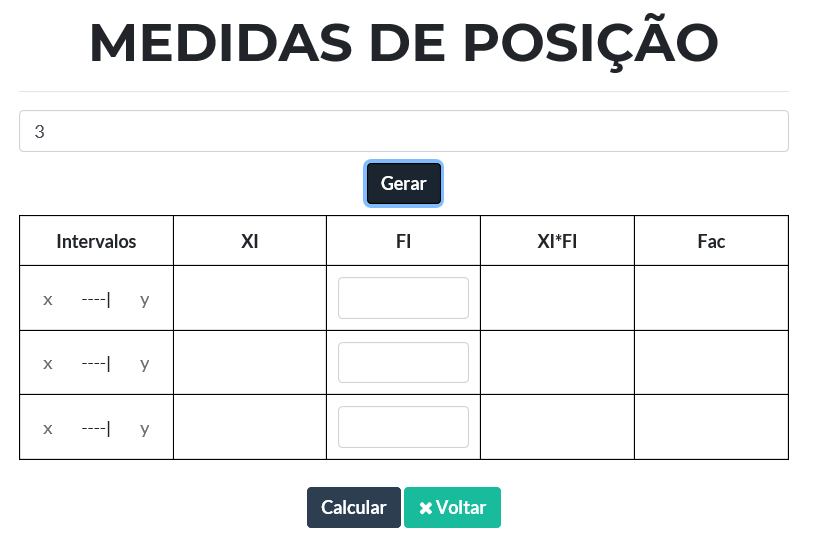 MEDIDAS DE POSIÇÃO
3
Gerar
Intervalos XI FI XI*FI Fac
x ----| y
x ----| y
x ----| y
Calcular ✖ Voltar